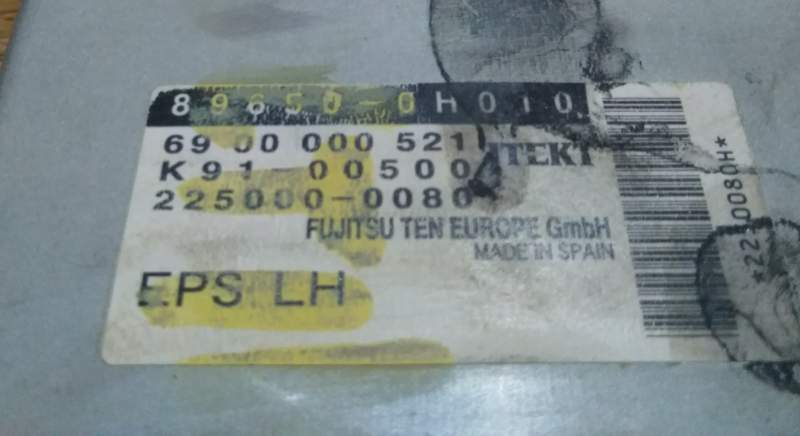 89650-0H010
69 00 000 521
K91-00500
JTEKT
225000-0080
FUJITSU TEN EUROPE GmbH
MADE IN SPAIN
EPS LH